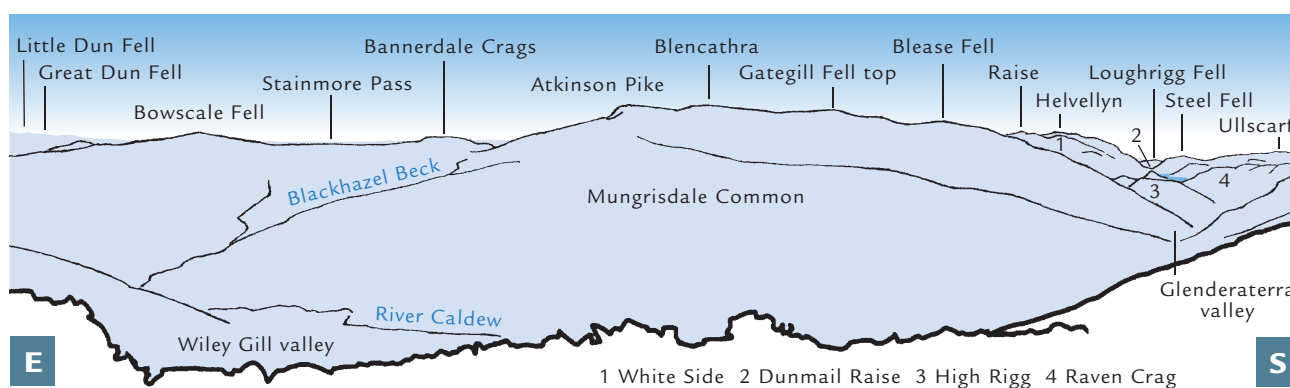 Little Dun Fell
Great Dun Fell
Bowscale Fell
Stainmore Pass
Bannerdale Crags
Atkinson Pike
Blencathra
Gategill Fell top
Blease Fell
Raise
Helvellyn
Loughrigg Fell
Steel Fell
Ullscarf
1
2
3
4
Blackhazel Beck
Mungrisdale Common
Glenderaterra
valley
River Caldew
Wiley Gill valley
E
S
1 White Side 2 Dunmail Raise 3 High Rigg 4 Raven Crag